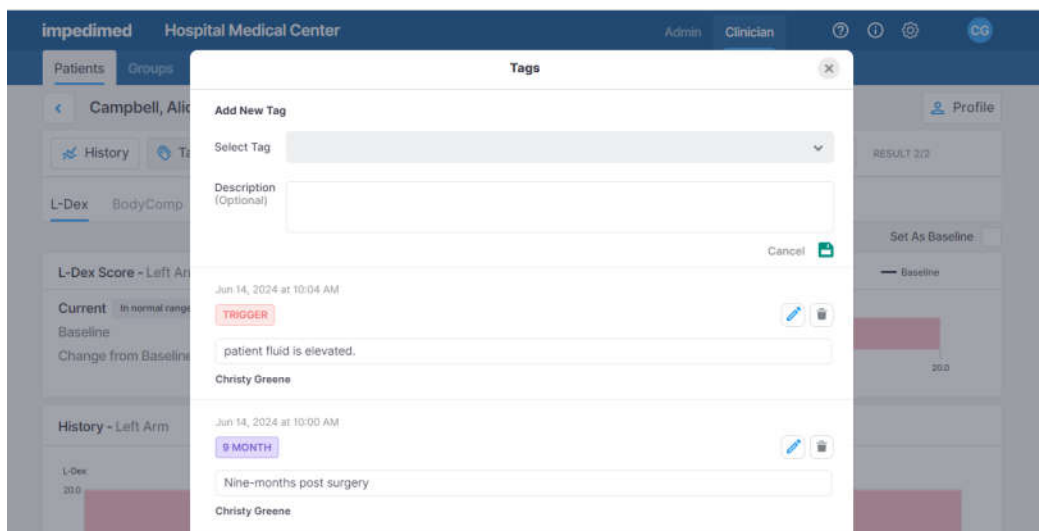 impedimed Hospital Medical Center Admin Clinician CG
Patients Groups Tags
Campbell, Profile
Add New Tag
History RESULT 2/2
Select Tag
L-Dex BodyComp
Description
(Optional)
Set As Baseline
Cancel
L-Dex Score - Left Baseline
Jun 14, 2024 at 10:04 AM
Current In normal range
TRIGGER
Baseline
patient fluid is elevated.
Change from Baseline
20.0
Christy Greene
Jun 14, 2024 at 10:00 AM
History - Left Arm
9 MONTH
L-Dex
Nine-months post surgery
20.0
Christy Greene